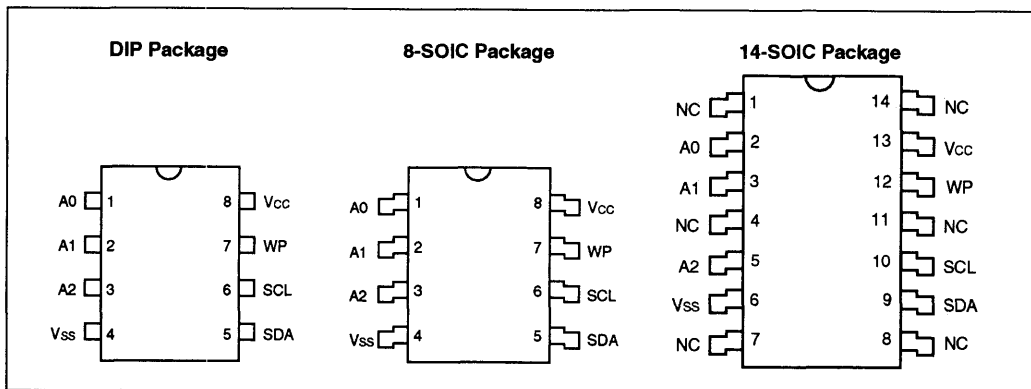 DIP Package
A0 1 8 Vcc
A1 2 7 WP
A2 3 6 SCL
Vss 4 5 SDA
8-SOIC Package
A0 1 8 Vcc
A1 2 7 WP
A2 3 6 SCL
Vss 4 5 SDA
14-SOIC Package
NC 1 14 NC
A0 2 13 Vcc
A1 3 12 WP
NC 4 11 NC
A2 5 10 SCL
Vss 6 9 SDA
NC 7 8 NC